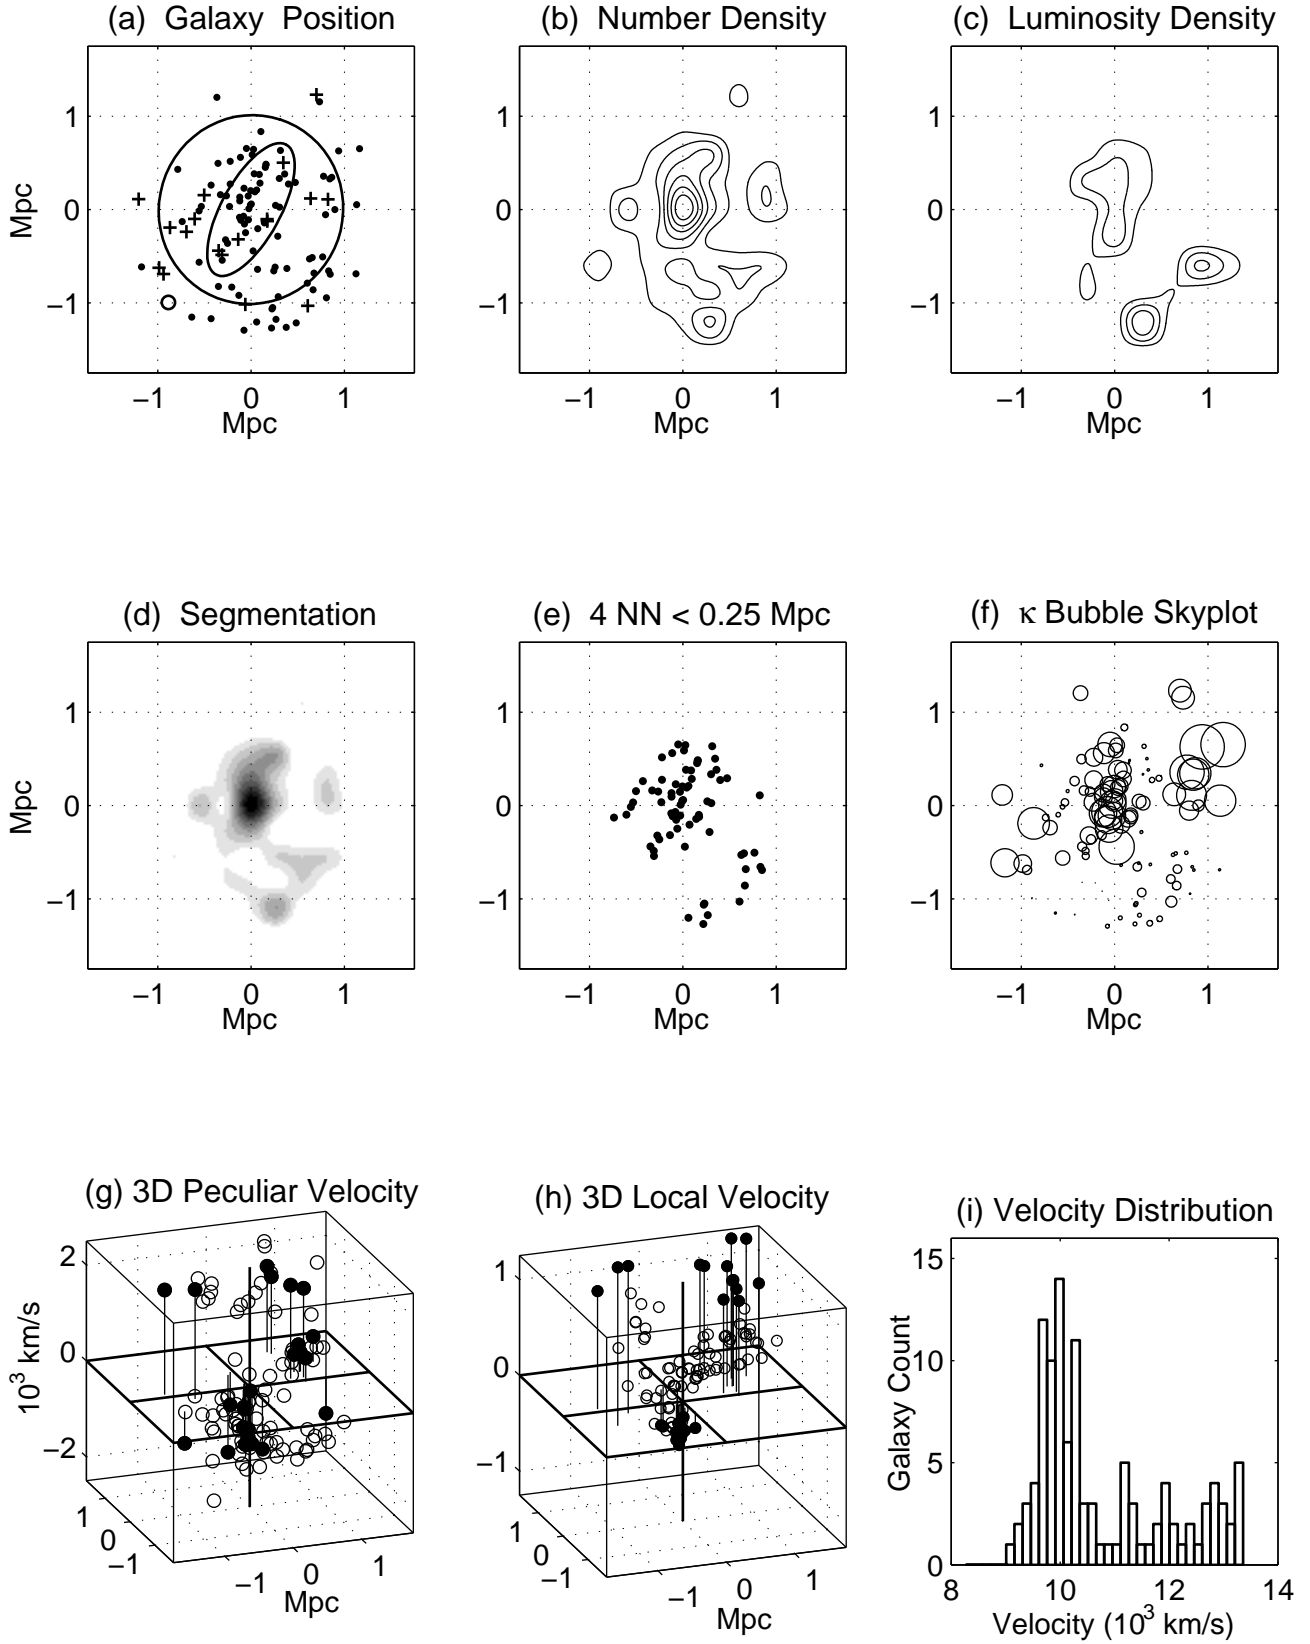 (a) Galaxy Position
(b) Number Density
(c) Luminosity Density
Mpc
1
0
−1
−1 0 1
Mpc
1
0
−1
−1 0 1
Mpc
1
0
−1
−1 0 1
Mpc
(d) Segmentation
(e) 4 NN < 0.25 Mpc
(f) κ Bubble Skyplot
Mpc
1
0
−1
−1 0 1
Mpc
1
0
−1
−1 0 1
Mpc
1
0
−1
−1 0 1
Mpc
(g) 3D Peculiar Velocity
(h) 3D Local Velocity
(i) Velocity Distribution
10³ km/s
2
0
−2
1
0
−1
−1
0
1
Mpc
1
0
−1
1
0
−1
−1
0
1
Mpc
Galaxy Count
15
10
5
0
8 10 12 14
Velocity (10³ km/s)